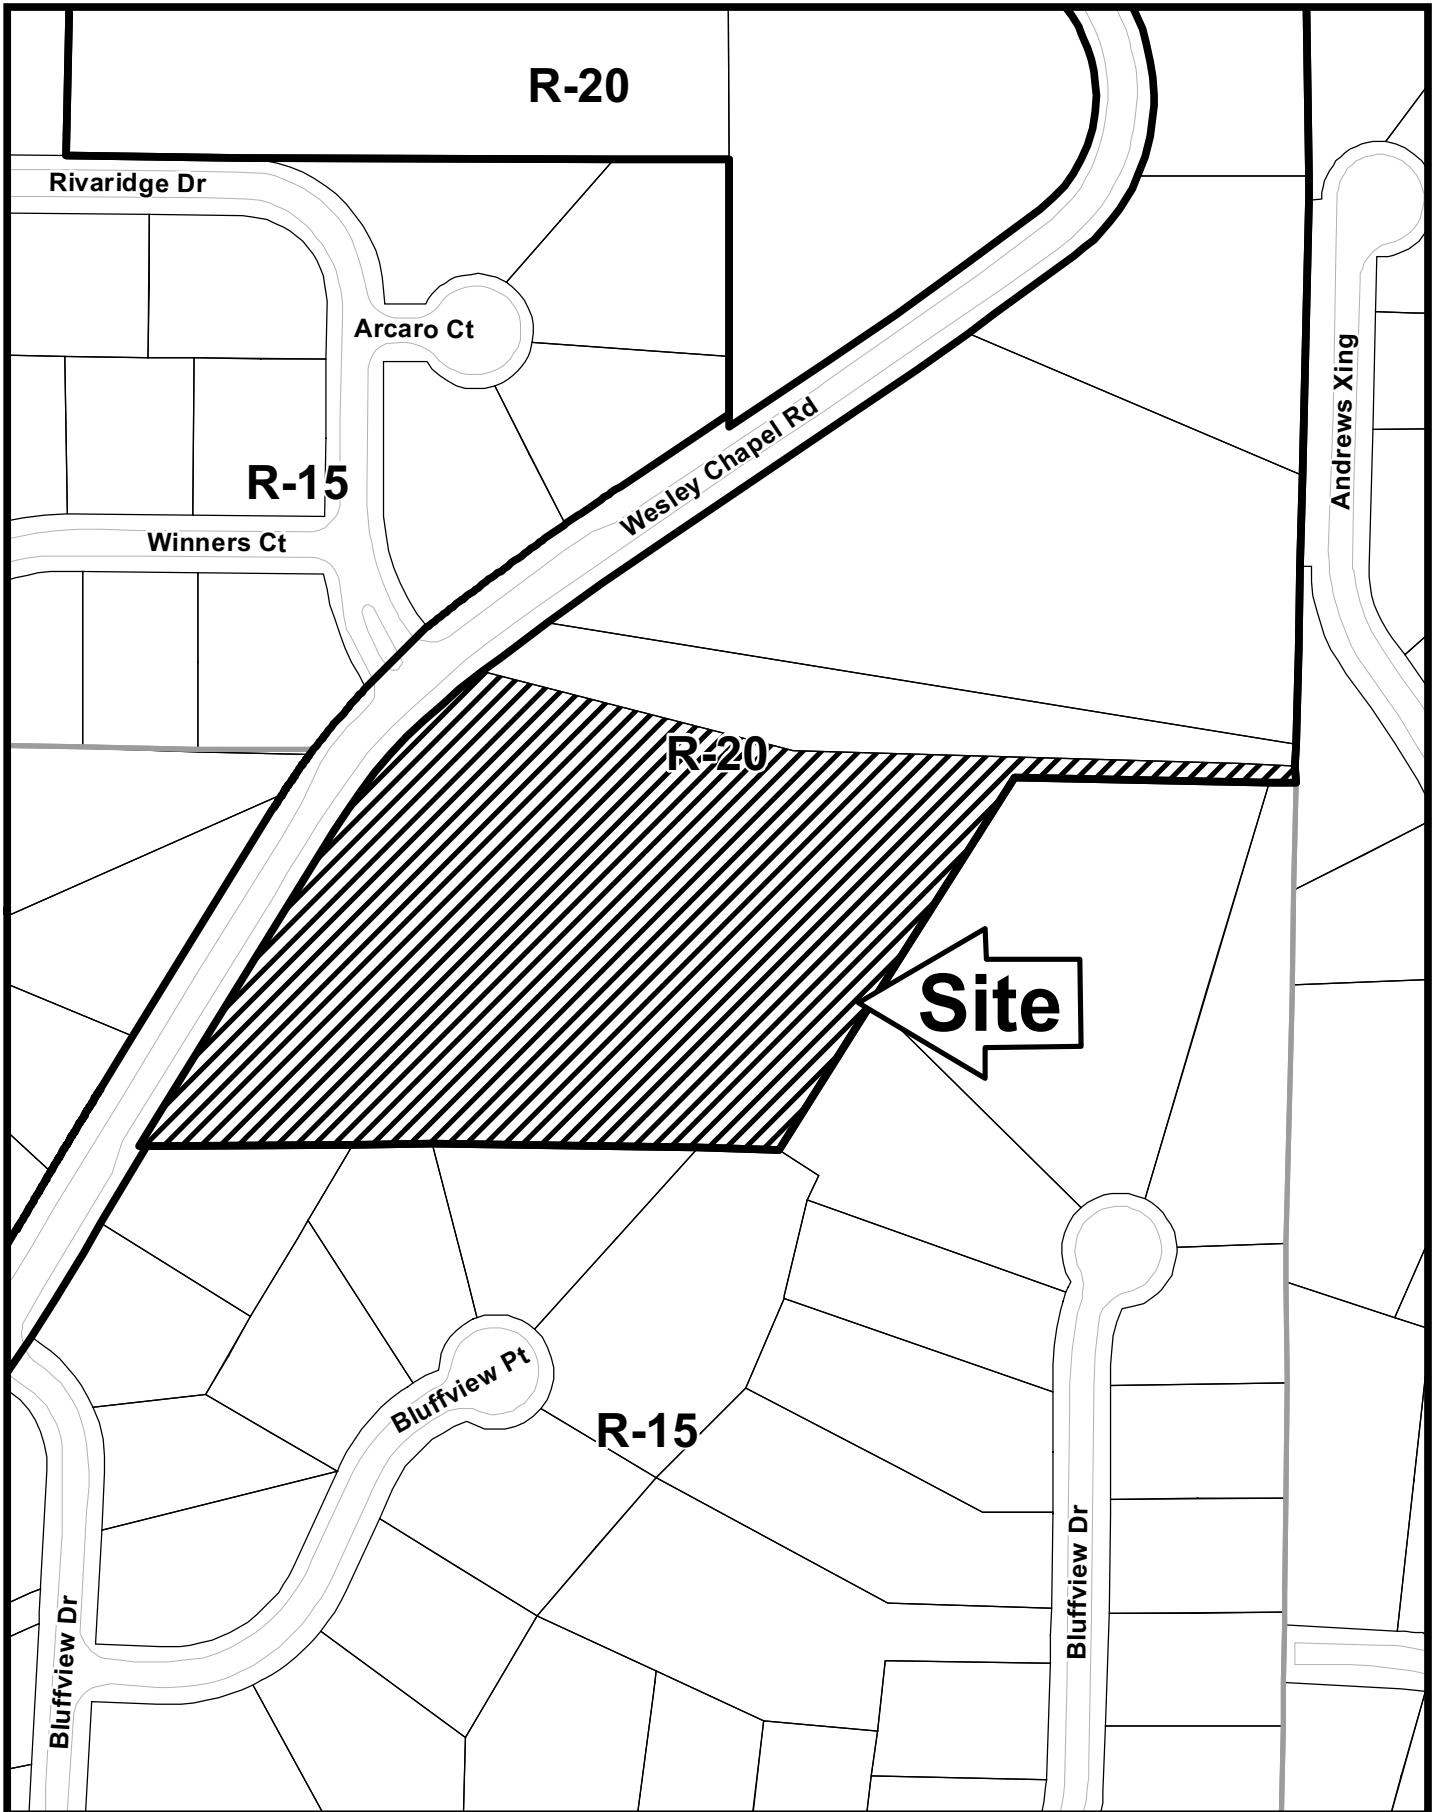 R-20
Rivaridge Dr
Arcaro Ct
Andrews Xing
Wesley Chapel Rd
R-15
Winners Ct
R-20
Site
Bluffview Pt
R-15
Bluffview Dr
Bluffview Dr